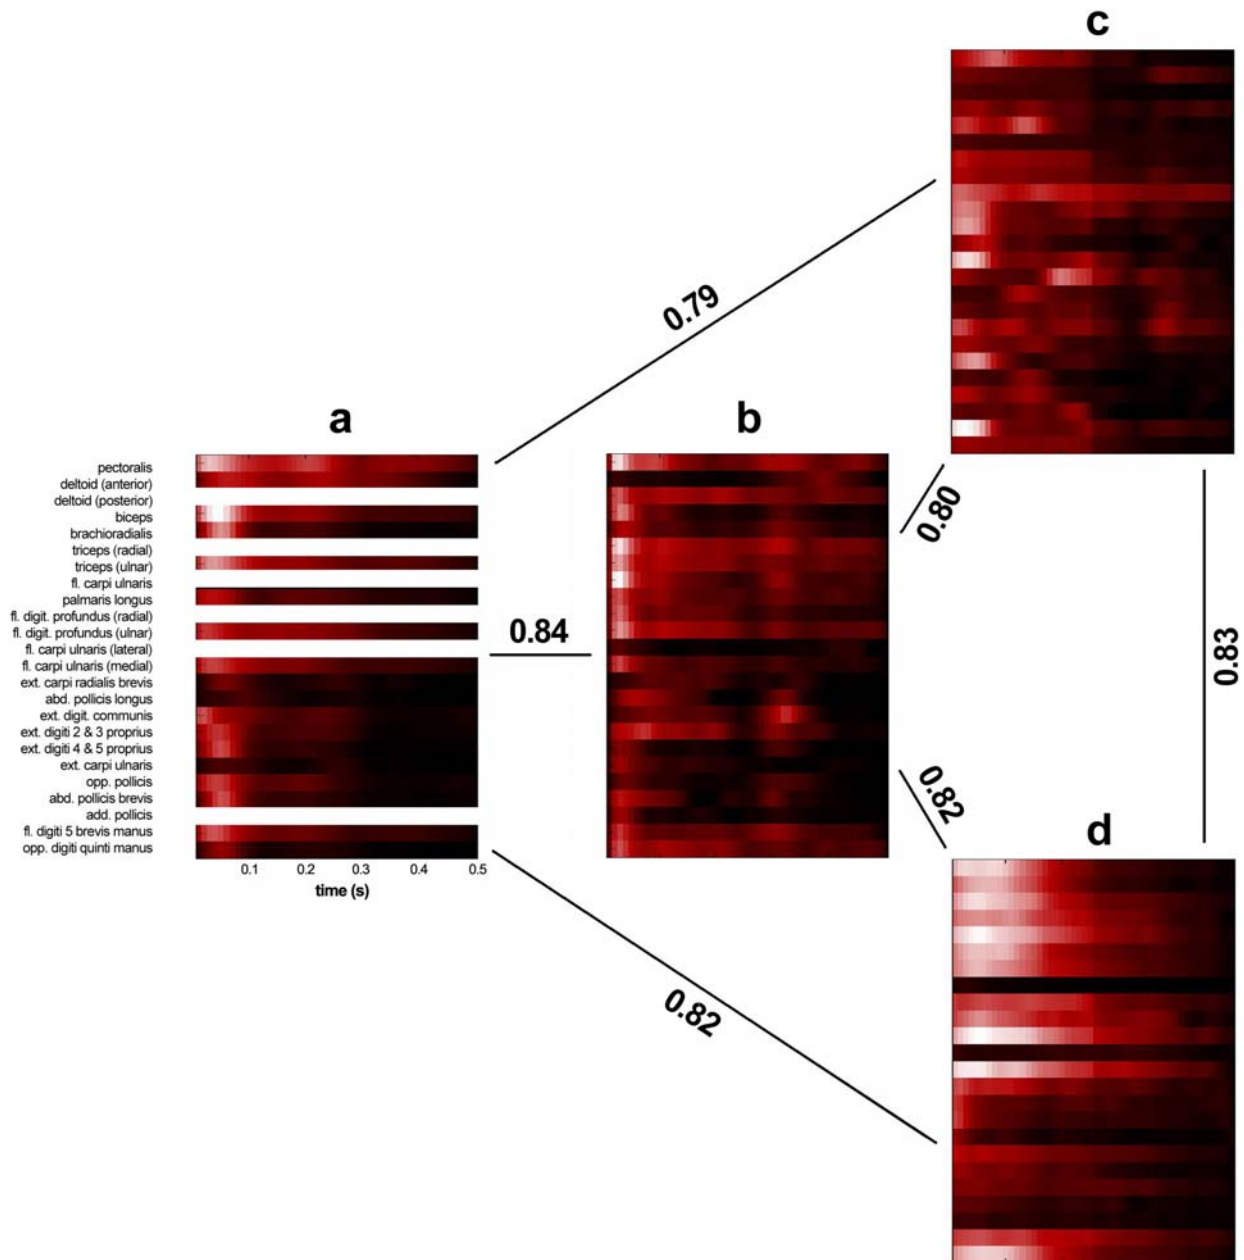 c
0.79
a
b
pectoralis
deltoid (anterior)
deltoid (posterior)
biceps
brachioradialis
triceps (radial)
triceps (ulnar)
fl. carpi ulnaris
palmaris longus
fl. digit. profundus (radial)
fl. digit. profundus (ulnar)
fl. carpi ulnaris (lateral)
fl. carpi ulnaris (medial)
ext. carpi radialis brevis
abd. pollicis longus
ext. digit. communis
ext. digiti 2 & 3 proprius
ext. digiti 4 & 5 proprius
ext. carpi ulnaris
opp. pollicis
abd. pollicis brevis
add. pollicis
fl. digiti 5 brevis manus
opp. digiti quinti manus
0.1 0.2 0.3 0.4 0.5
time (s)
0.84
0.80
0.83
0.82
d
0.82